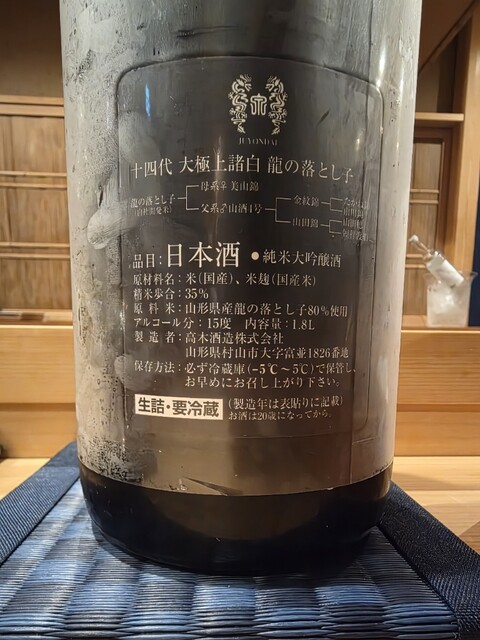 JUYONDAI
十四代 大極上諸白 龍の落とし子
母系♀ 美山錦
龍の落とし子
(自社開発米)
父系♂ 山酒4号
金紋錦
山田錦
品目:日本酒 ● 純米大吟醸酒
原材料名:米(国産)、米麹(国産米)
精米歩合:35%
原料米:山形県産龍の落とし子80%使用
アルコール分:15度 内容量:1.8L
製造者:高木酒造株式会社
山形県村山市大字富並1826番地
保存方法:必ず冷蔵庫(−5℃〜5℃)で保管し、
お早めにお召し上がり下さい。
生詰・要冷蔵 (製造年は表貼りに記載)
お酒は20歳になってから。